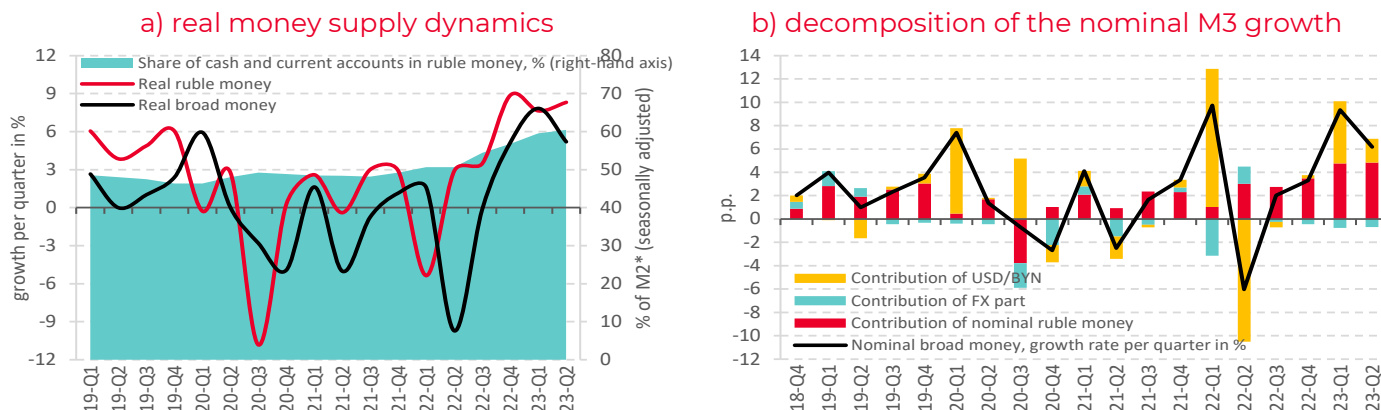 a) real money supply dynamics
12
9
6
3
0
-3
-6
-9
-12
growth per quarter in %
Share of cash and current accounts in ruble money, % (right-hand axis)
Real ruble money
Real broad money
80
70
60
50
40
30
20
10
0
% of M2* (seasonally adjusted)
19-Q1
19-Q2
19-Q3
19-Q4
20-Q1
20-Q2
20-Q3
20-Q4
21-Q1
21-Q2
21-Q3
21-Q4
22-Q1
22-Q2
22-Q3
22-Q4
23-Q1
23-Q2
b) decomposition of the nominal M3 growth
14
12
10
8
6
4
2
0
-2
-4
-6
-8
-10
-12
p.p.
Contribution of USD/BYN
Contribution of FX part
Contribution of nominal ruble money
Nominal broad money, growth rate per quarter in %
18-Q4
19-Q1
19-Q2
19-Q3
19-Q4
20-Q1
20-Q2
20-Q3
20-Q4
21-Q1
21-Q2
21-Q3
21-Q4
22-Q1
22-Q2
22-Q3
22-Q4
23-Q1
23-Q2